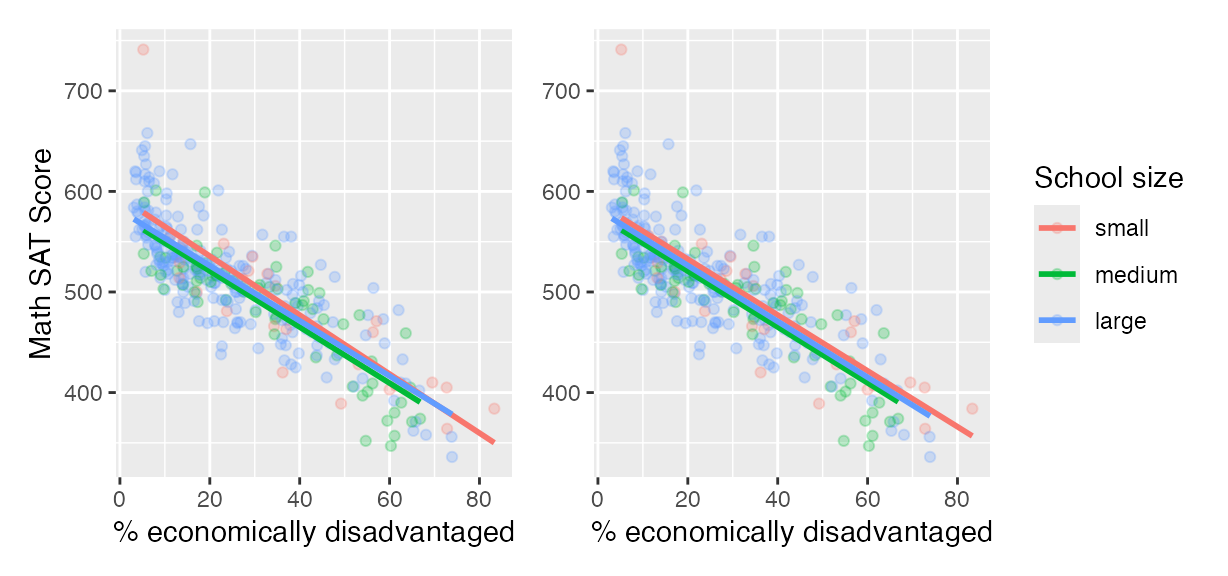 Math SAT Score
700
600
500
400
0 20 40 60 80
% economically disadvantaged
700
600
500
400
0 20 40 60 80
% economically disadvantaged
School size
small
medium
large